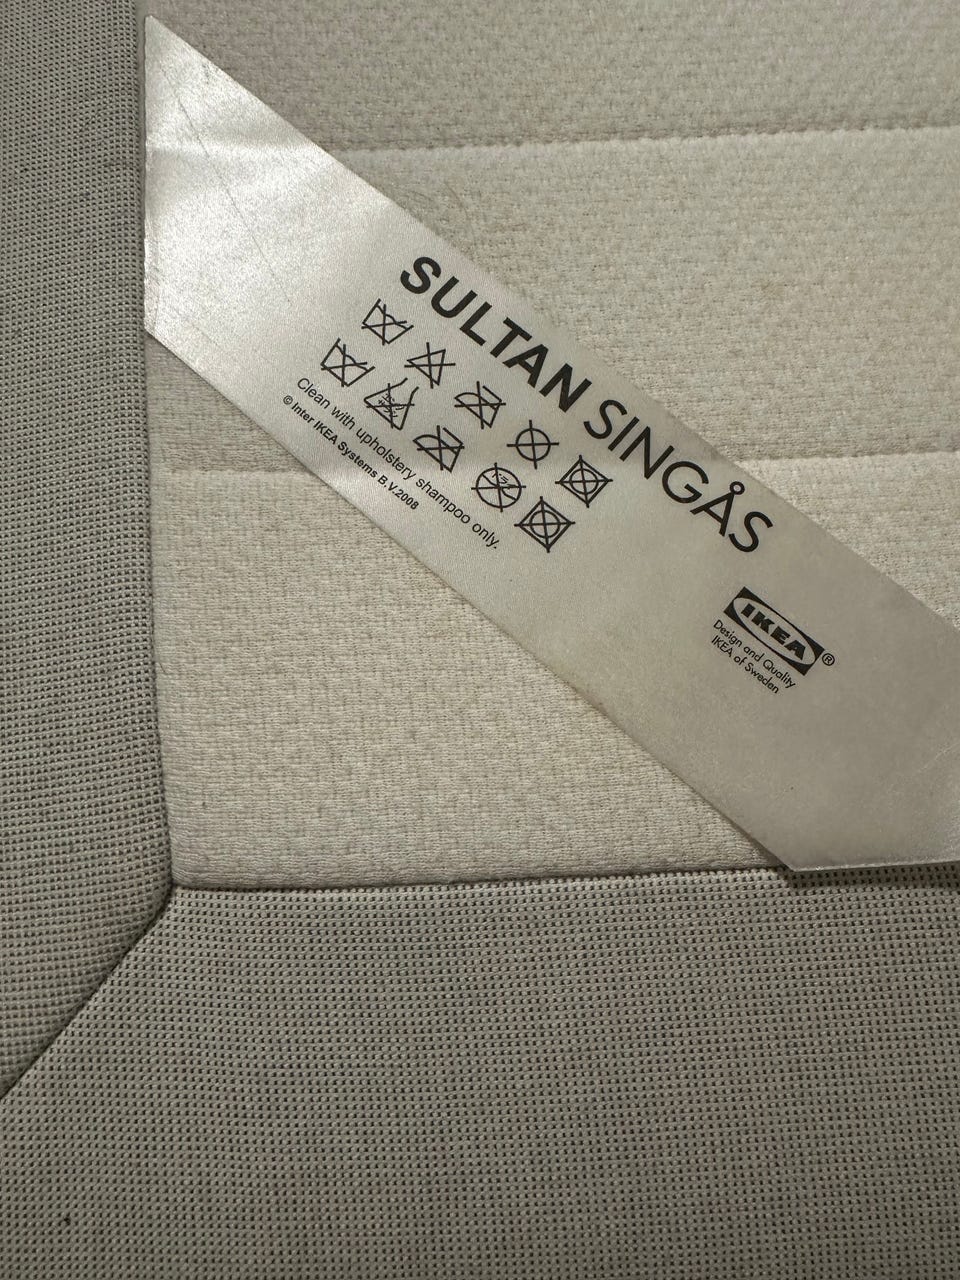 SULTAN SINGÅS
Clean with upholstery shampoo only.
© Inter IKEA Systems B.V.2008
IKEA®
Design and Quality
IKEA of Sweden